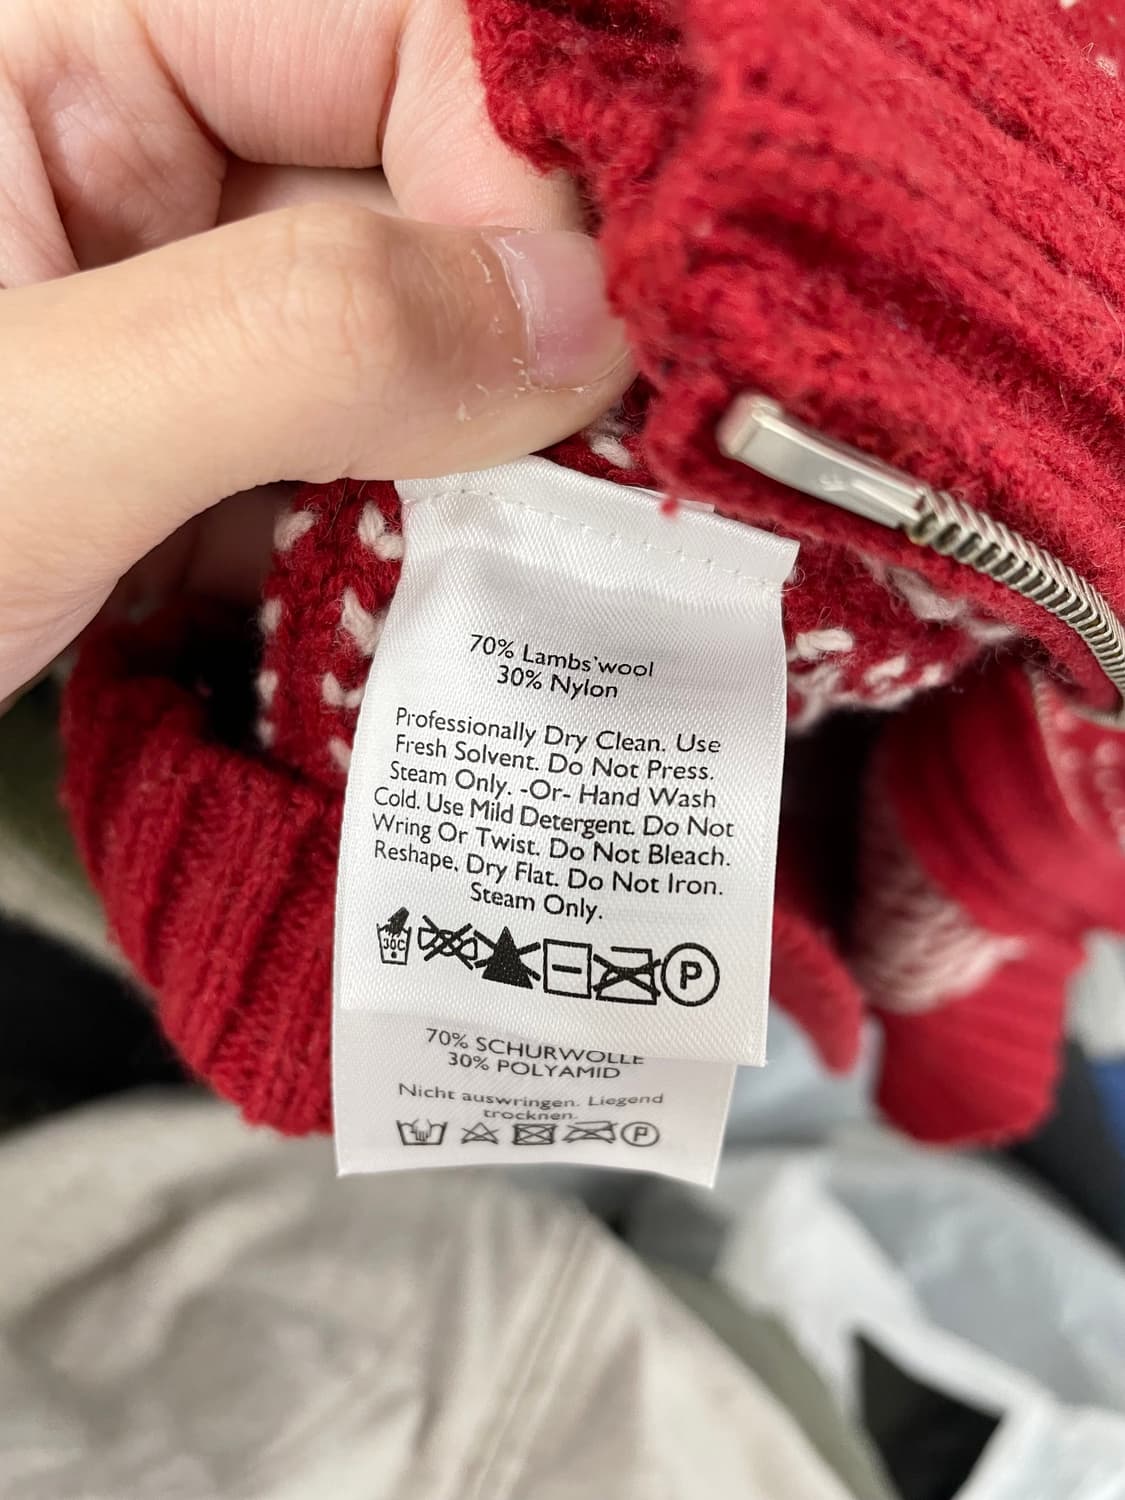 70% Lambs'wool
30% Nylon
Professionally Dry Clean. Use
Fresh Solvent. Do Not Press.
Steam Only. -Or- Hand Wash
Cold. Use Mild Detergent. Do Not
Wring Or Twist. Do Not Bleach.
Reshape, Dry Flat. Do Not Iron.
Steam Only.
30C P
70% SCHURWOLLE
30% POLYAMID
Nicht auswringen. Liegend
trocknen.
P